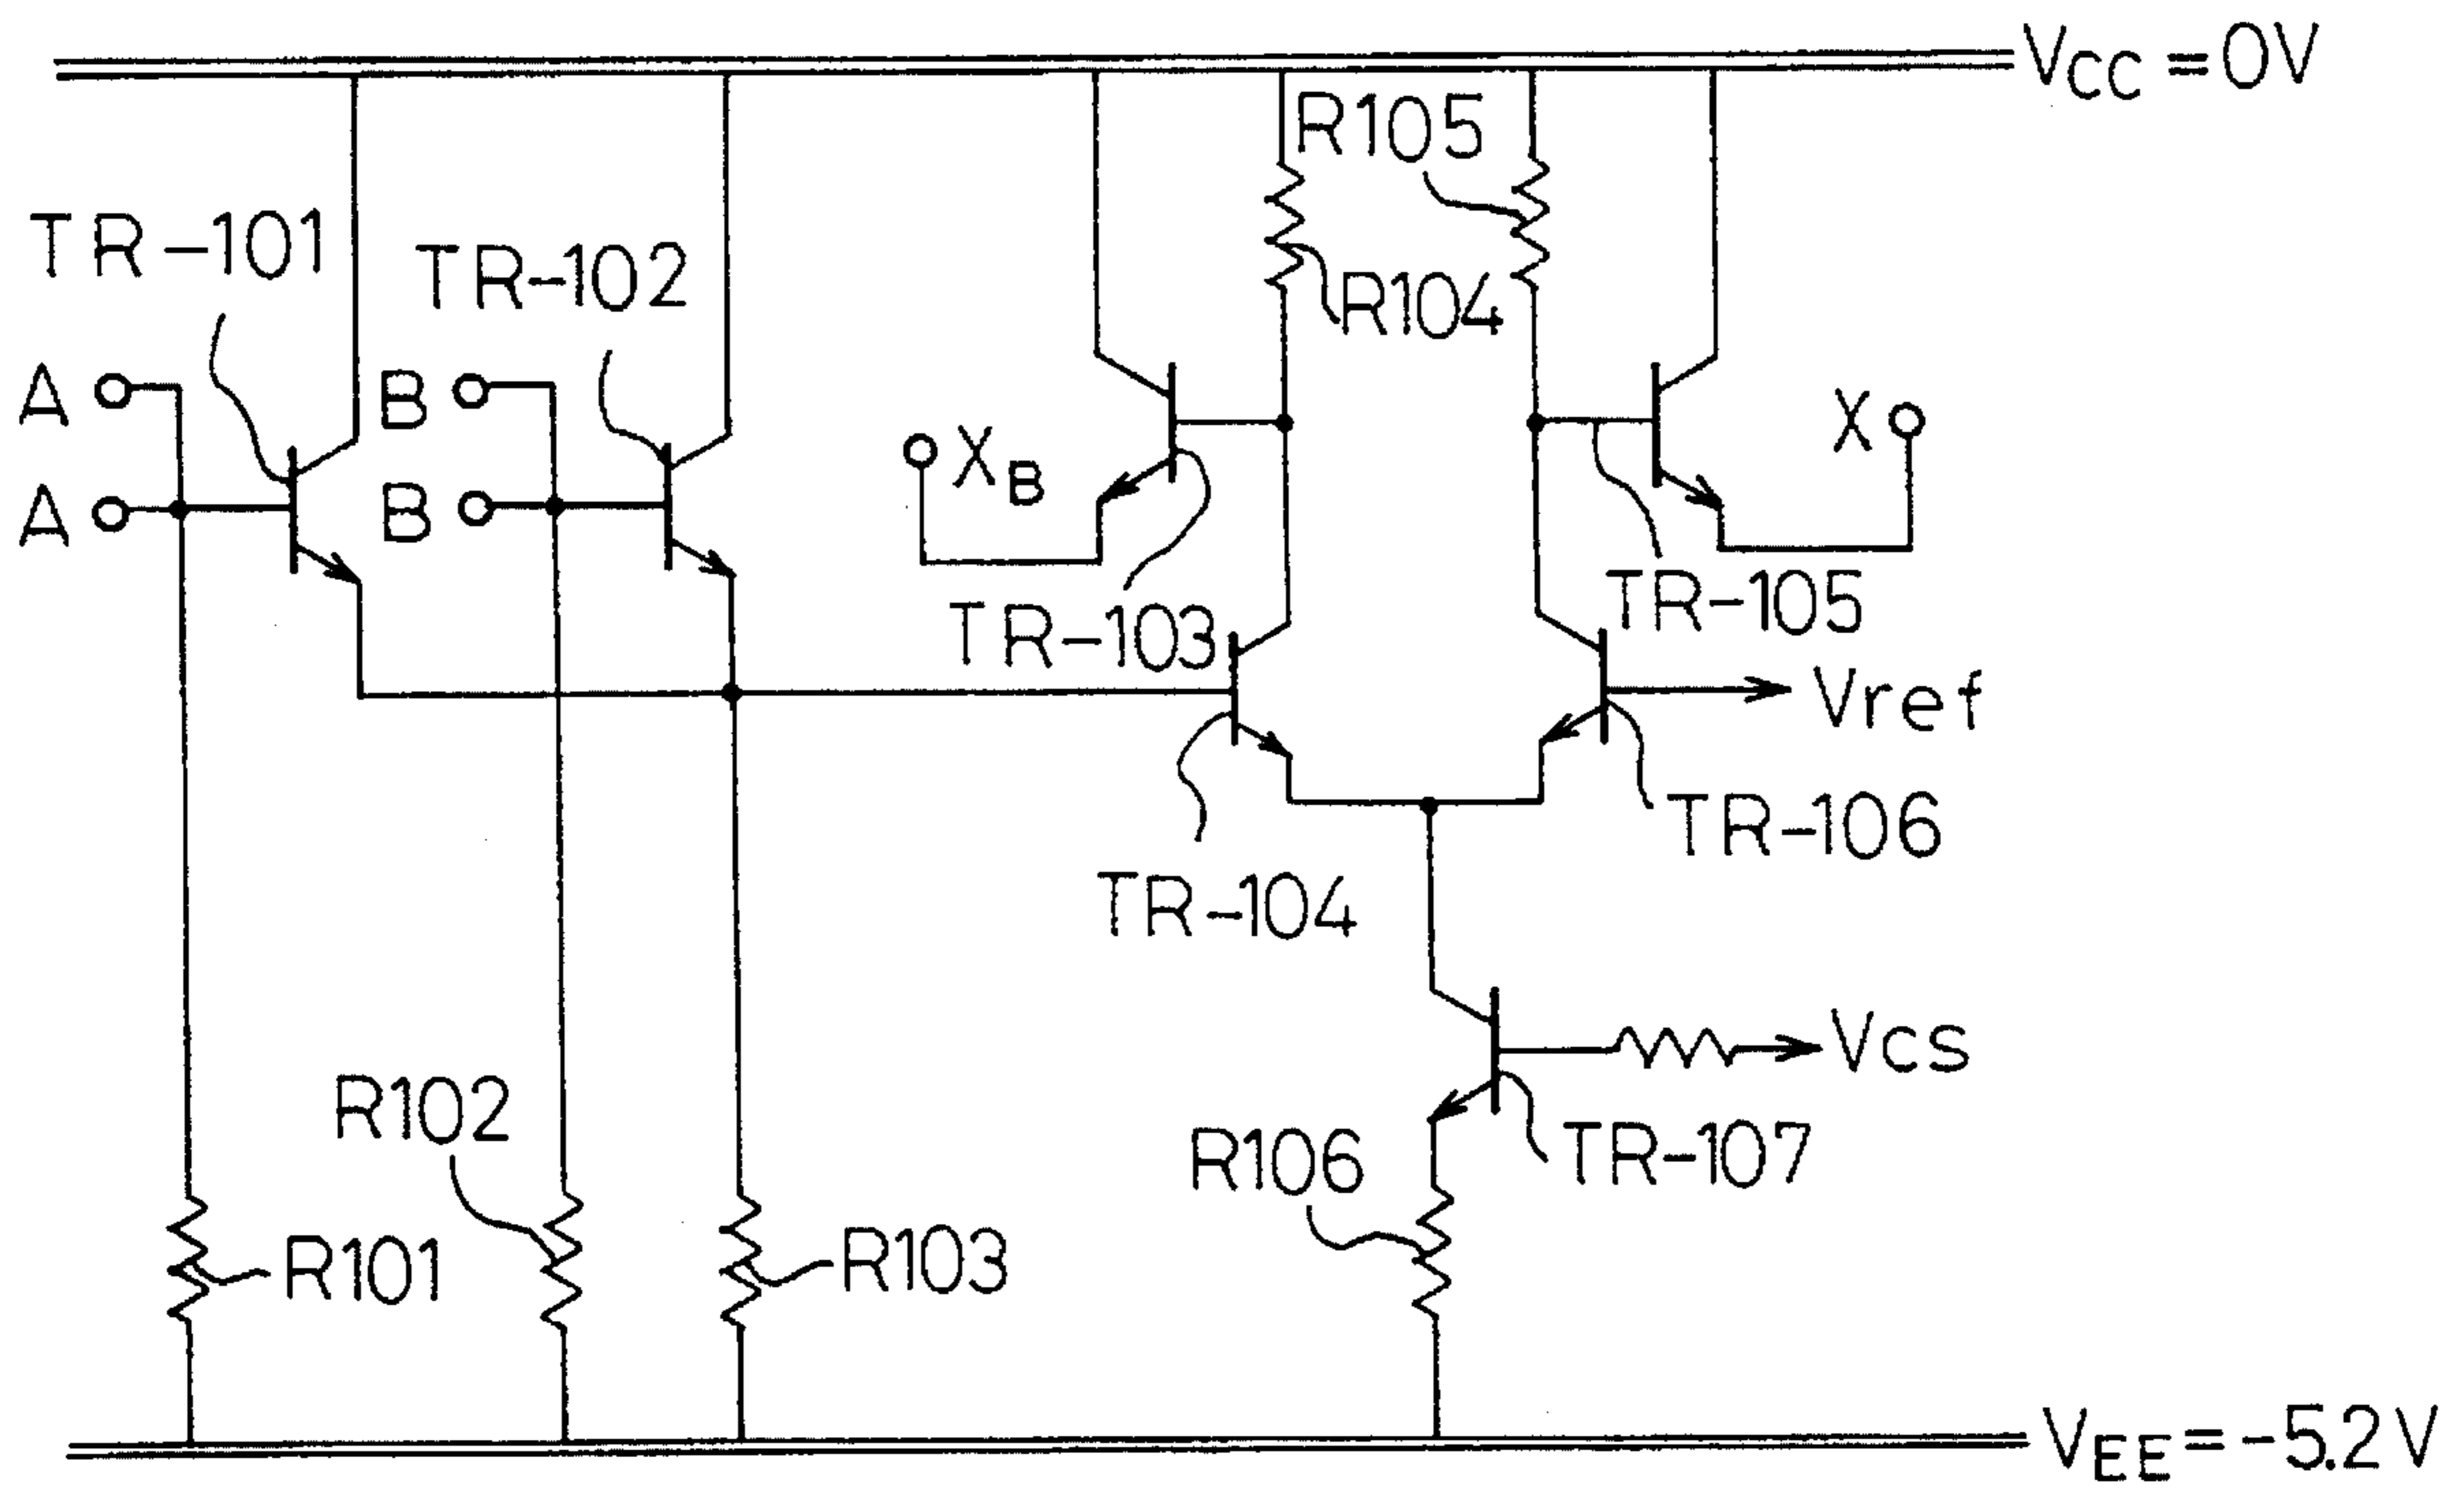 VCC = 0V
R105
TR-101
TR-102
R104
A
B
X
XB
A
B
TR-105
TR-103
Vref
TR-106
TR-104
Vcs
R102
R106
TR-107
R101
R103
VEE = -5.2V